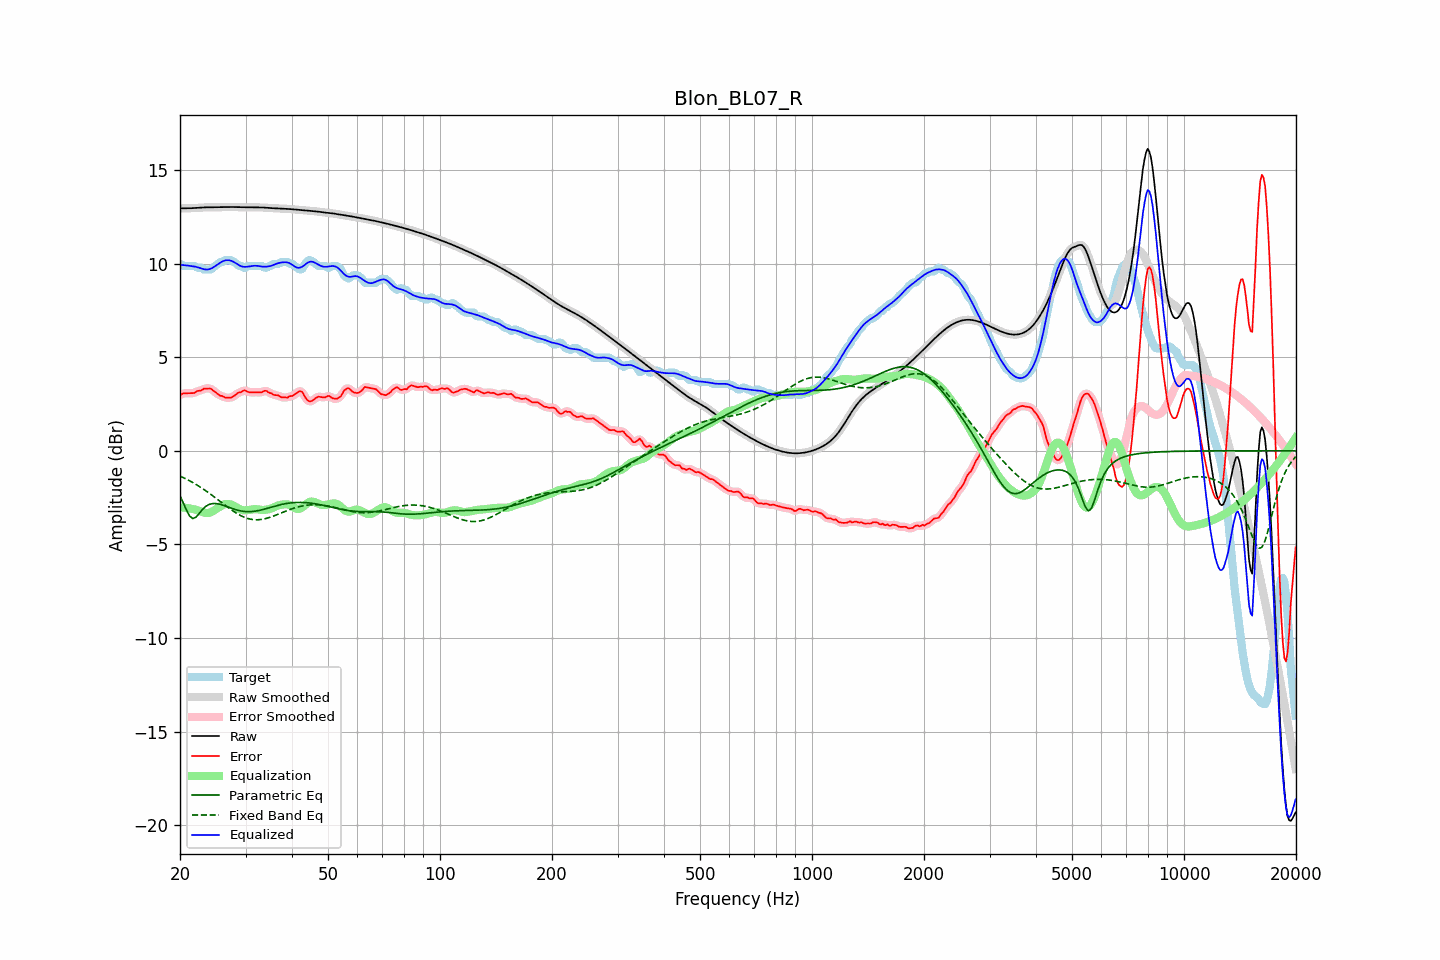 Blon_BL07_R
Amplitude (dBr)
15
10
5
0
−5
−10
−15
−20
Target
Raw Smoothed
Error Smoothed
Raw
Error
Equalization
Parametric Eq
Fixed Band Eq
Equalized
20 50 100 200 500 1000 2000 5000 10000 20000
Frequency (Hz)